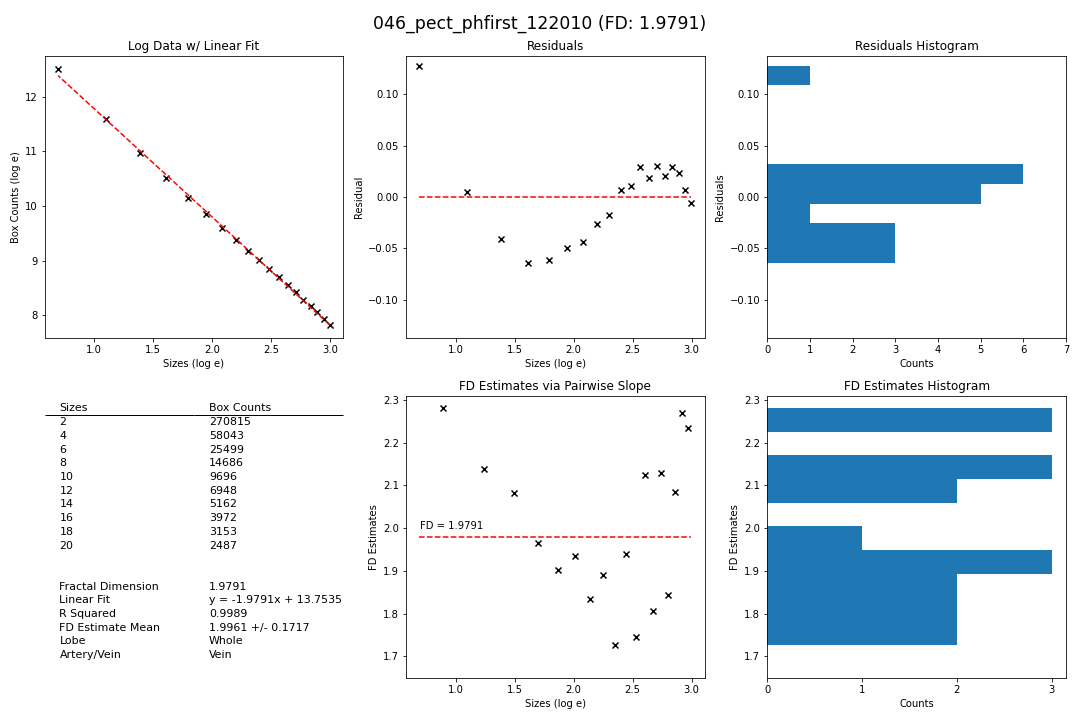 046_pect_phfirst_122010 (FD: 1.9791)
Log Data w/ Linear Fit
Box Counts (log e)
12
11
10
9
8
1.0 1.5 2.0 2.5 3.0
Sizes (log e)
Residuals
Residual
0.10
0.05
0.00
−0.05
−0.10
1.0 1.5 2.0 2.5 3.0
Sizes (log e)
Residuals Histogram
Residuals
0.10
0.05
0.00
−0.05
−0.10
0 1 2 3 4 5 6 7
Counts
Sizes Box Counts
2 270815
4 58043
6 25499
8 14686
10 9696
12 6948
14 5162
16 3972
18 3153
20 2487
Fractal Dimension 1.9791
Linear Fit y = -1.9791x + 13.7535
R Squared 0.9989
FD Estimate Mean 1.9961 +/- 0.1717
Lobe Whole
Artery/Vein Vein
FD Estimates via Pairwise Slope
FD Estimates
2.3
2.2
2.1
2.0
1.9
1.8
1.7
FD = 1.9791
1.0 1.5 2.0 2.5 3.0
Sizes (log e)
FD Estimates Histogram
FD Estimates
2.3
2.2
2.1
2.0
1.9
1.8
1.7
0 1 2 3
Counts